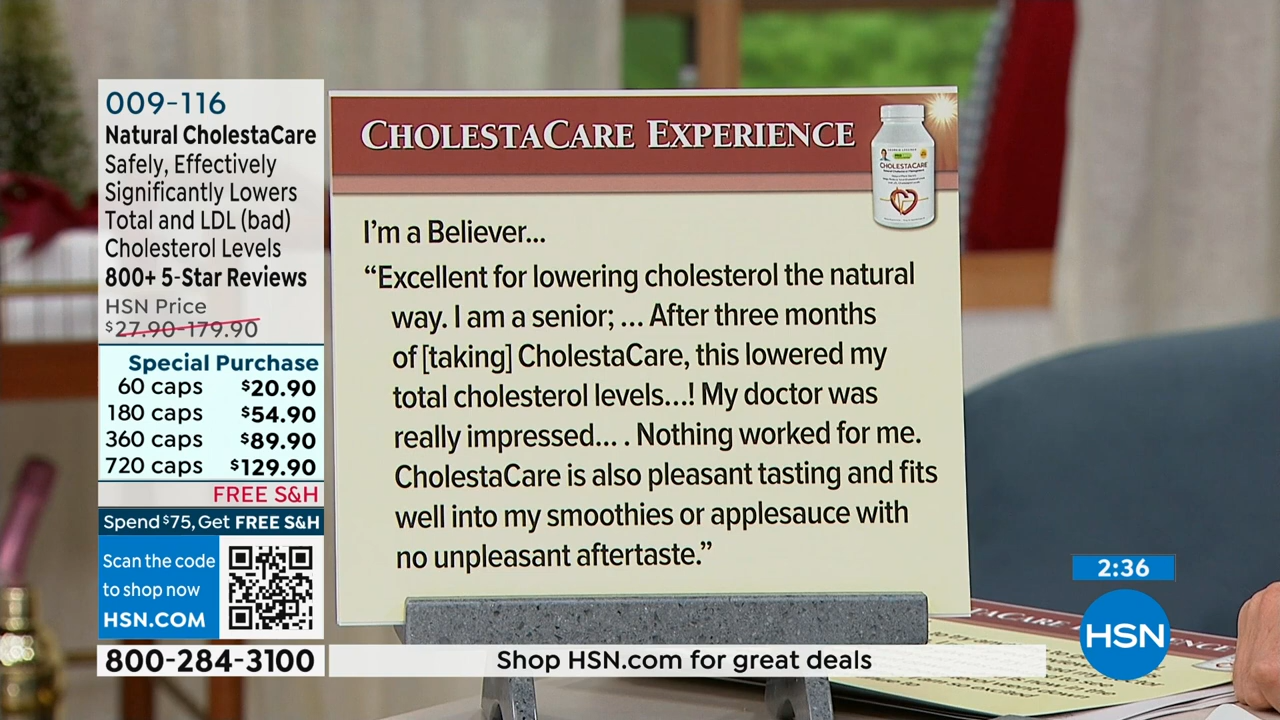 009-116
Natural CholestaCare
Safely, Effectively
Significantly Lowers
Total and LDL (bad)
Cholesterol Levels
800+ 5-Star Reviews
HSN Price
$27.90-179.90
Special Purchase
60 caps $20.90
180 caps $54.90
360 caps $89.90
720 caps $129.90
FREE S&H
Spend $75, Get FREE S&H
Scan the code
to shop now
HSN.COM
800-284-3100
Shop HSN.com for great deals
CHOLESTACARE EXPERIENCE
CHOLESTACARE
I'm a Believer...
“Excellent for lowering cholesterol the natural
way. I am a senior; ... After three months
of [taking] CholestaCare, this lowered my
total cholesterol levels...! My doctor was
really impressed... . Nothing worked for me.
CholestaCare is also pleasant tasting and fits
well into my smoothies or applesauce with
no unpleasant aftertaste.”
2:36
HSN